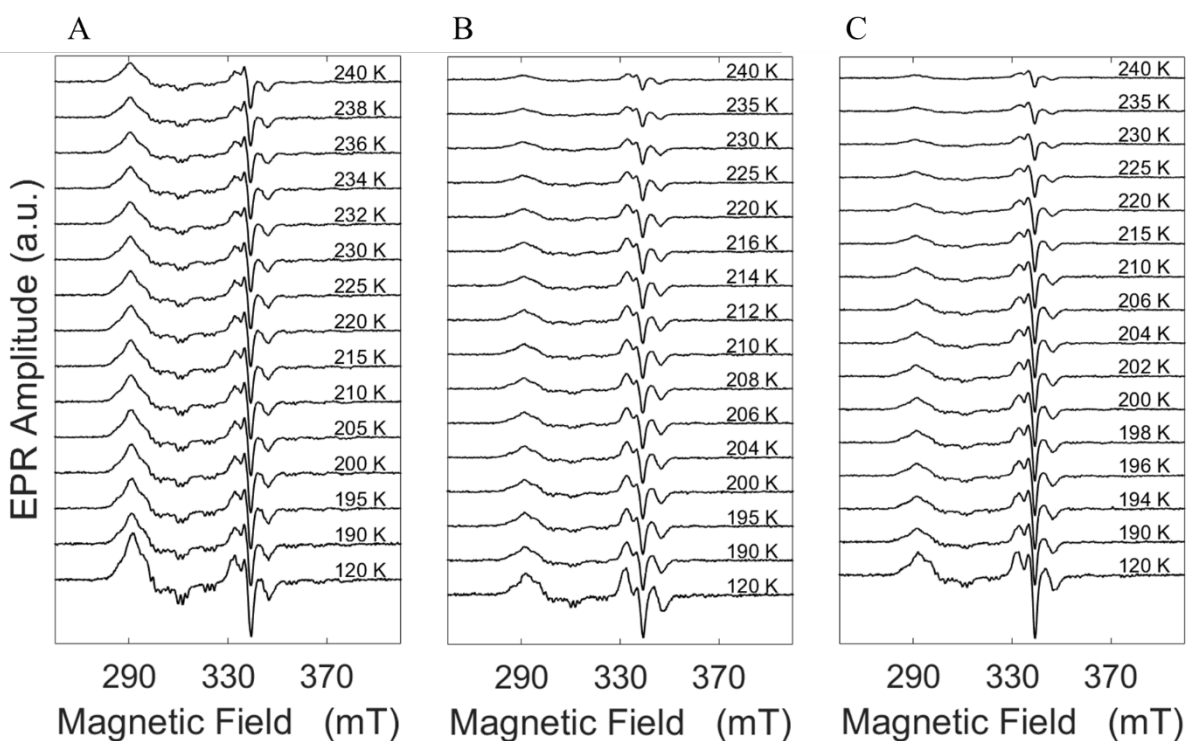 A
B
C
EPR Amplitude (a.u.)
240 K
238 K
236 K
234 K
232 K
230 K
225 K
220 K
215 K
210 K
205 K
200 K
195 K
190 K
120 K
240 K
235 K
230 K
225 K
220 K
216 K
214 K
212 K
210 K
208 K
206 K
204 K
200 K
195 K
190 K
120 K
240 K
235 K
230 K
225 K
220 K
215 K
210 K
206 K
204 K
202 K
200 K
198 K
196 K
194 K
190 K
120 K
290 330 370
290 330 370
290 330 370
Magnetic Field (mT)
Magnetic Field (mT)
Magnetic Field (mT)